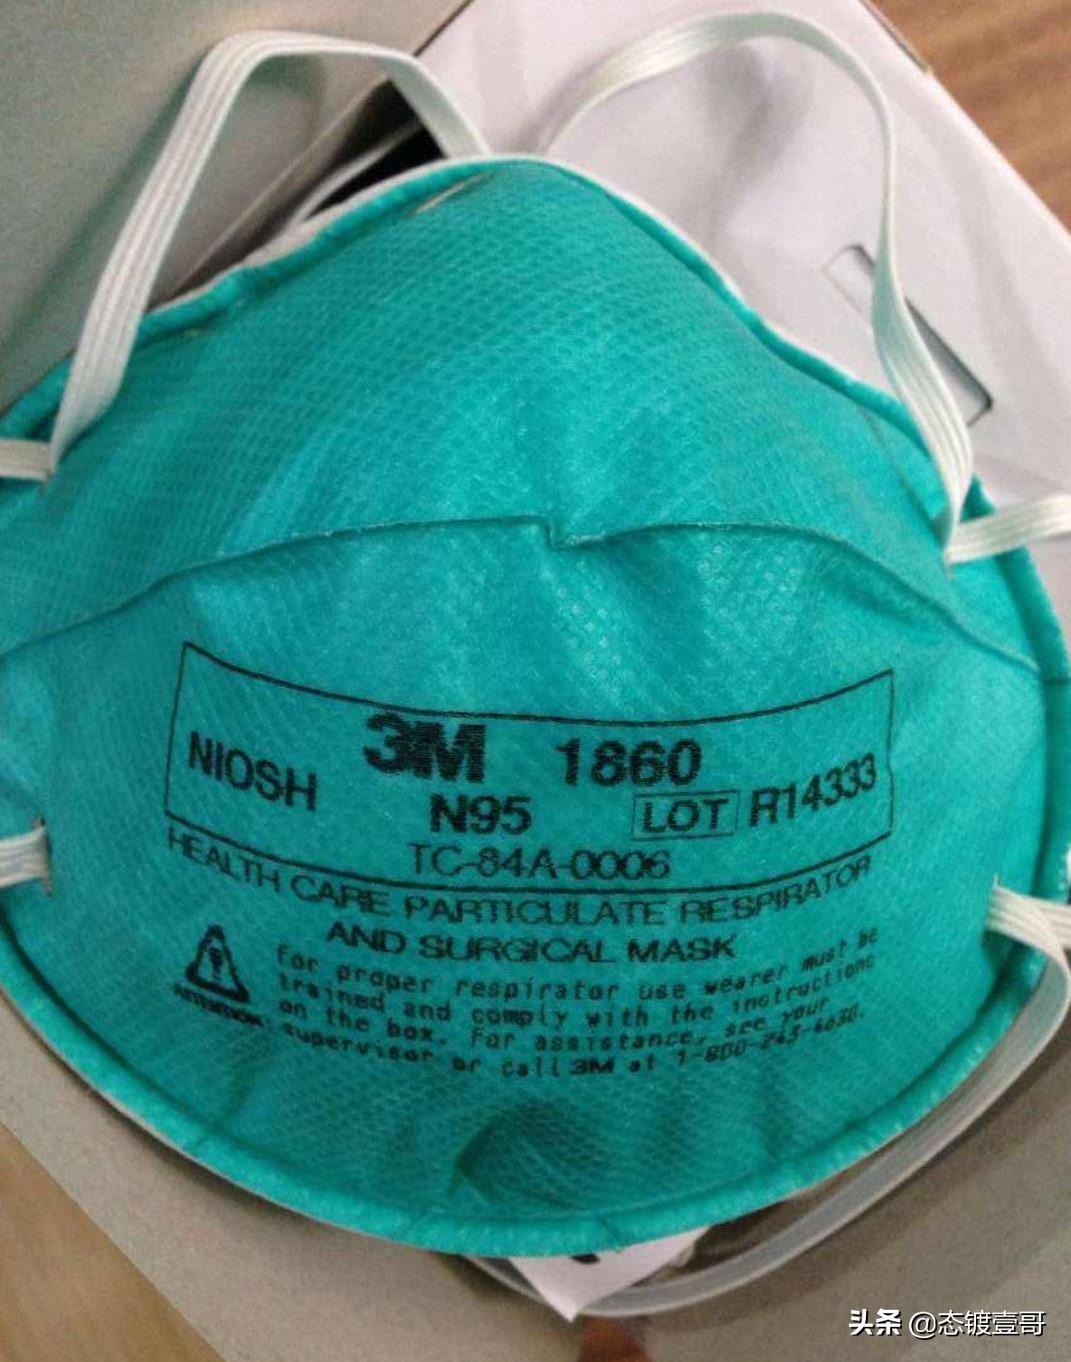 3M 1860
NIOSH N95 LOT R14333
TC-84A-0006
HEALTH CARE PARTICULATE RESPIRATOR
AND SURGICAL MASK
ATTENTION: For proper respirator use wearer must be
trained and comply with the instructions
on the box. For assistance, see your
supervisor or call 3M at 1-800-243-4630.
头条 @态镀壹哥